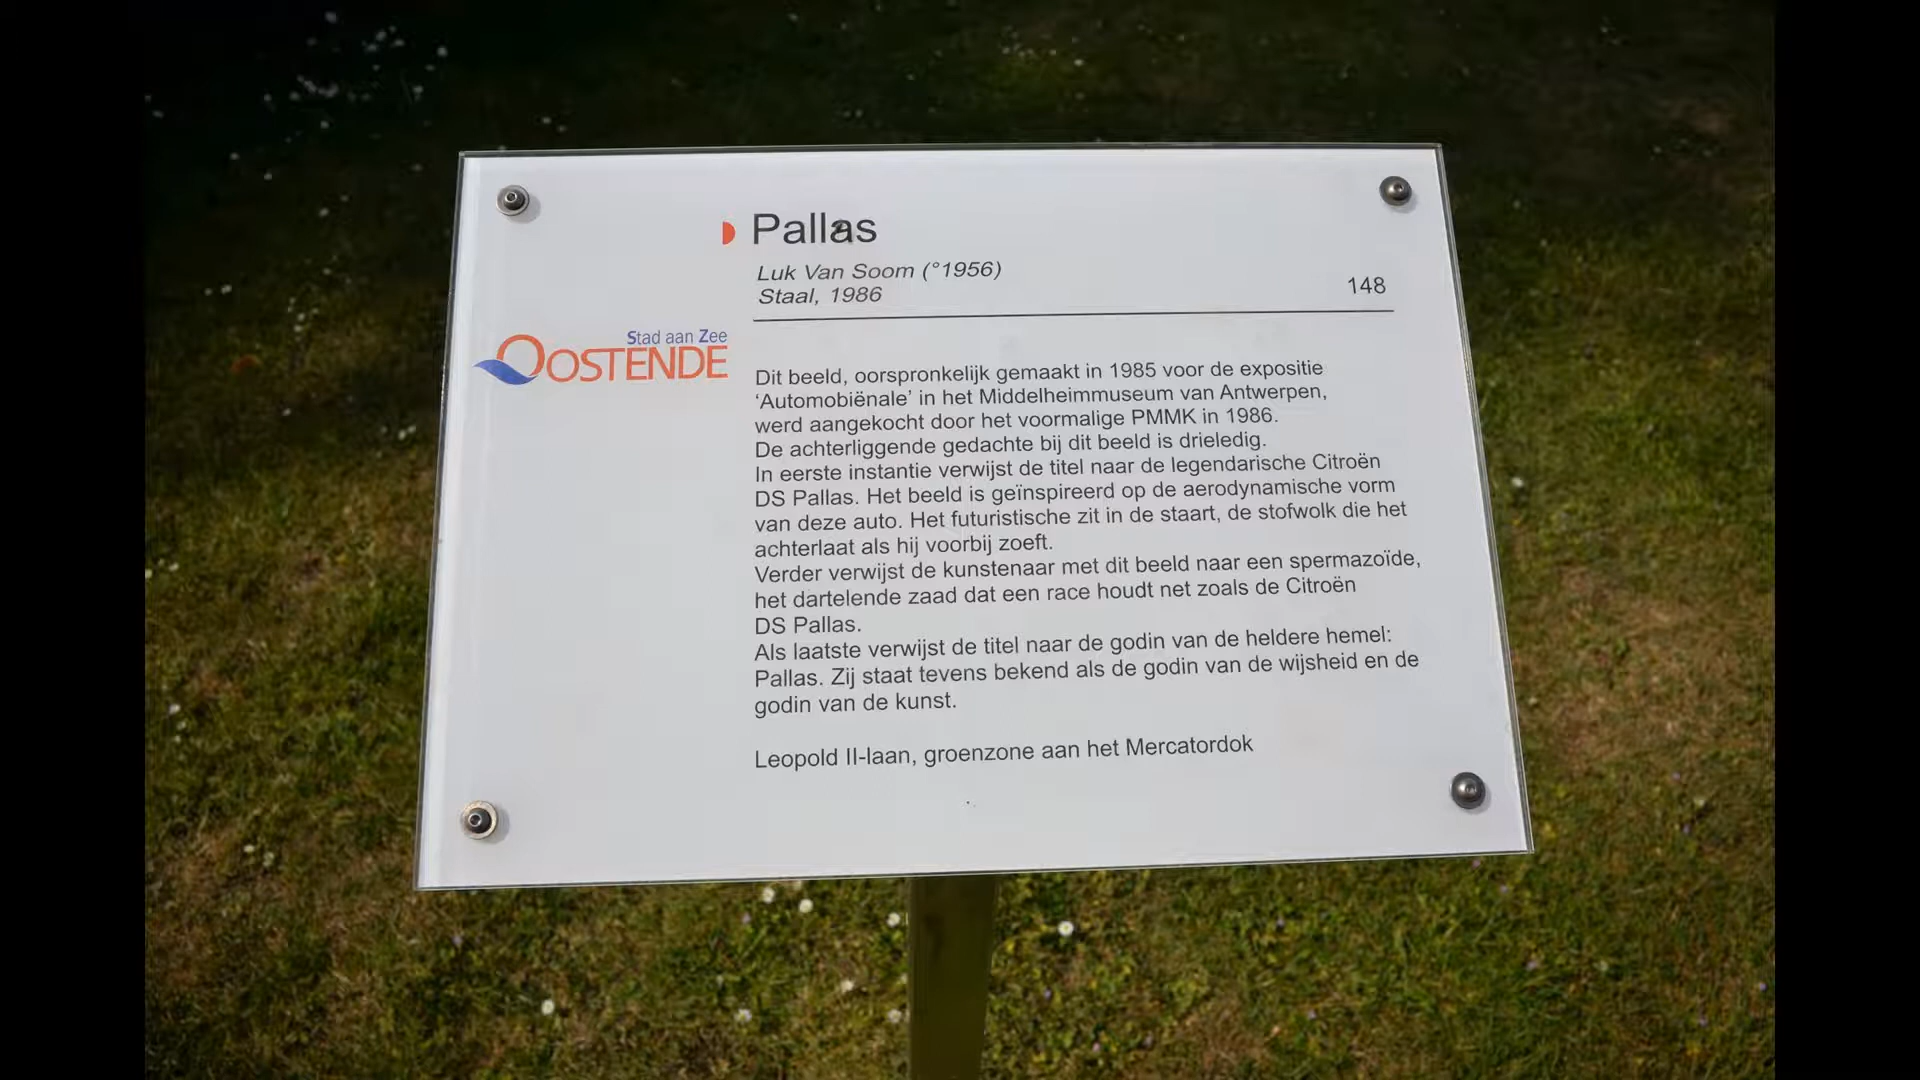 Pallas
Luk Van Soom (°1956)
Staal, 1986
148
Stad aan Zee
OOSTENDE
Dit beeld, oorspronkelijk gemaakt in 1985 voor de expositie
‘Automobiënale’ in het Middelheimmuseum van Antwerpen,
werd aangekocht door het voormalige PMMK in 1986.
De achterliggende gedachte bij dit beeld is drieledig.
In eerste instantie verwijst de titel naar de legendarische Citroën
DS Pallas. Het beeld is geïnspireerd op de aerodynamische vorm
van deze auto. Het futuristische zit in de staart, de stofwolk die het
achterlaat als hij voorbij zoeft.
Verder verwijst de kunstenaar met dit beeld naar een spermazoïde,
het dartelende zaad dat een race houdt net zoals de Citroën
DS Pallas.
Als laatste verwijst de titel naar de godin van de heldere hemel:
Pallas. Zij staat tevens bekend als de godin van de wijsheid en de
godin van de kunst.
Leopold II-laan, groenzone aan het Mercatordok